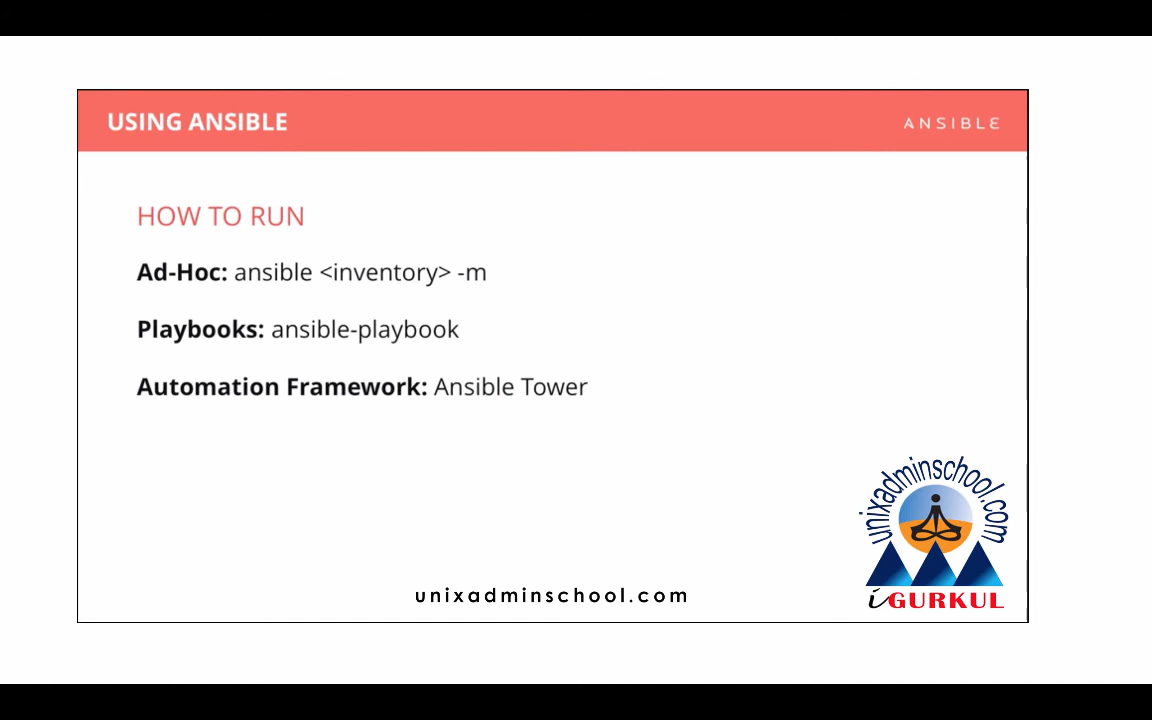 USING ANSIBLE
ANSIBLE
HOW TO RUN
Ad-Hoc: ansible <inventory> -m
Playbooks: ansible-playbook
Automation Framework: Ansible Tower
unixadminschool.com
iGURKUL
unixadminschool.com